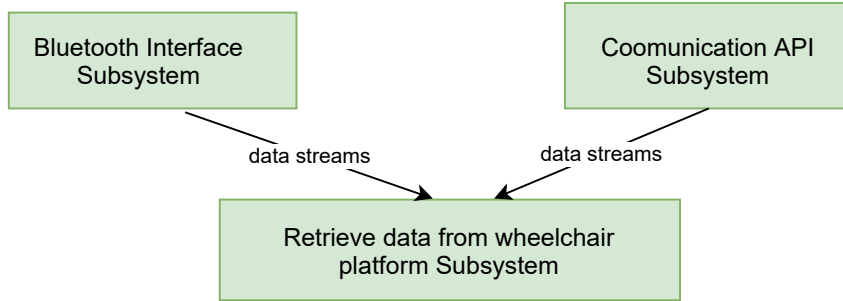 Bluetooth Interface
Subsystem
Coomunication API
Subsystem
data streams
data streams
Retrieve data from wheelchair
platform Subsystem